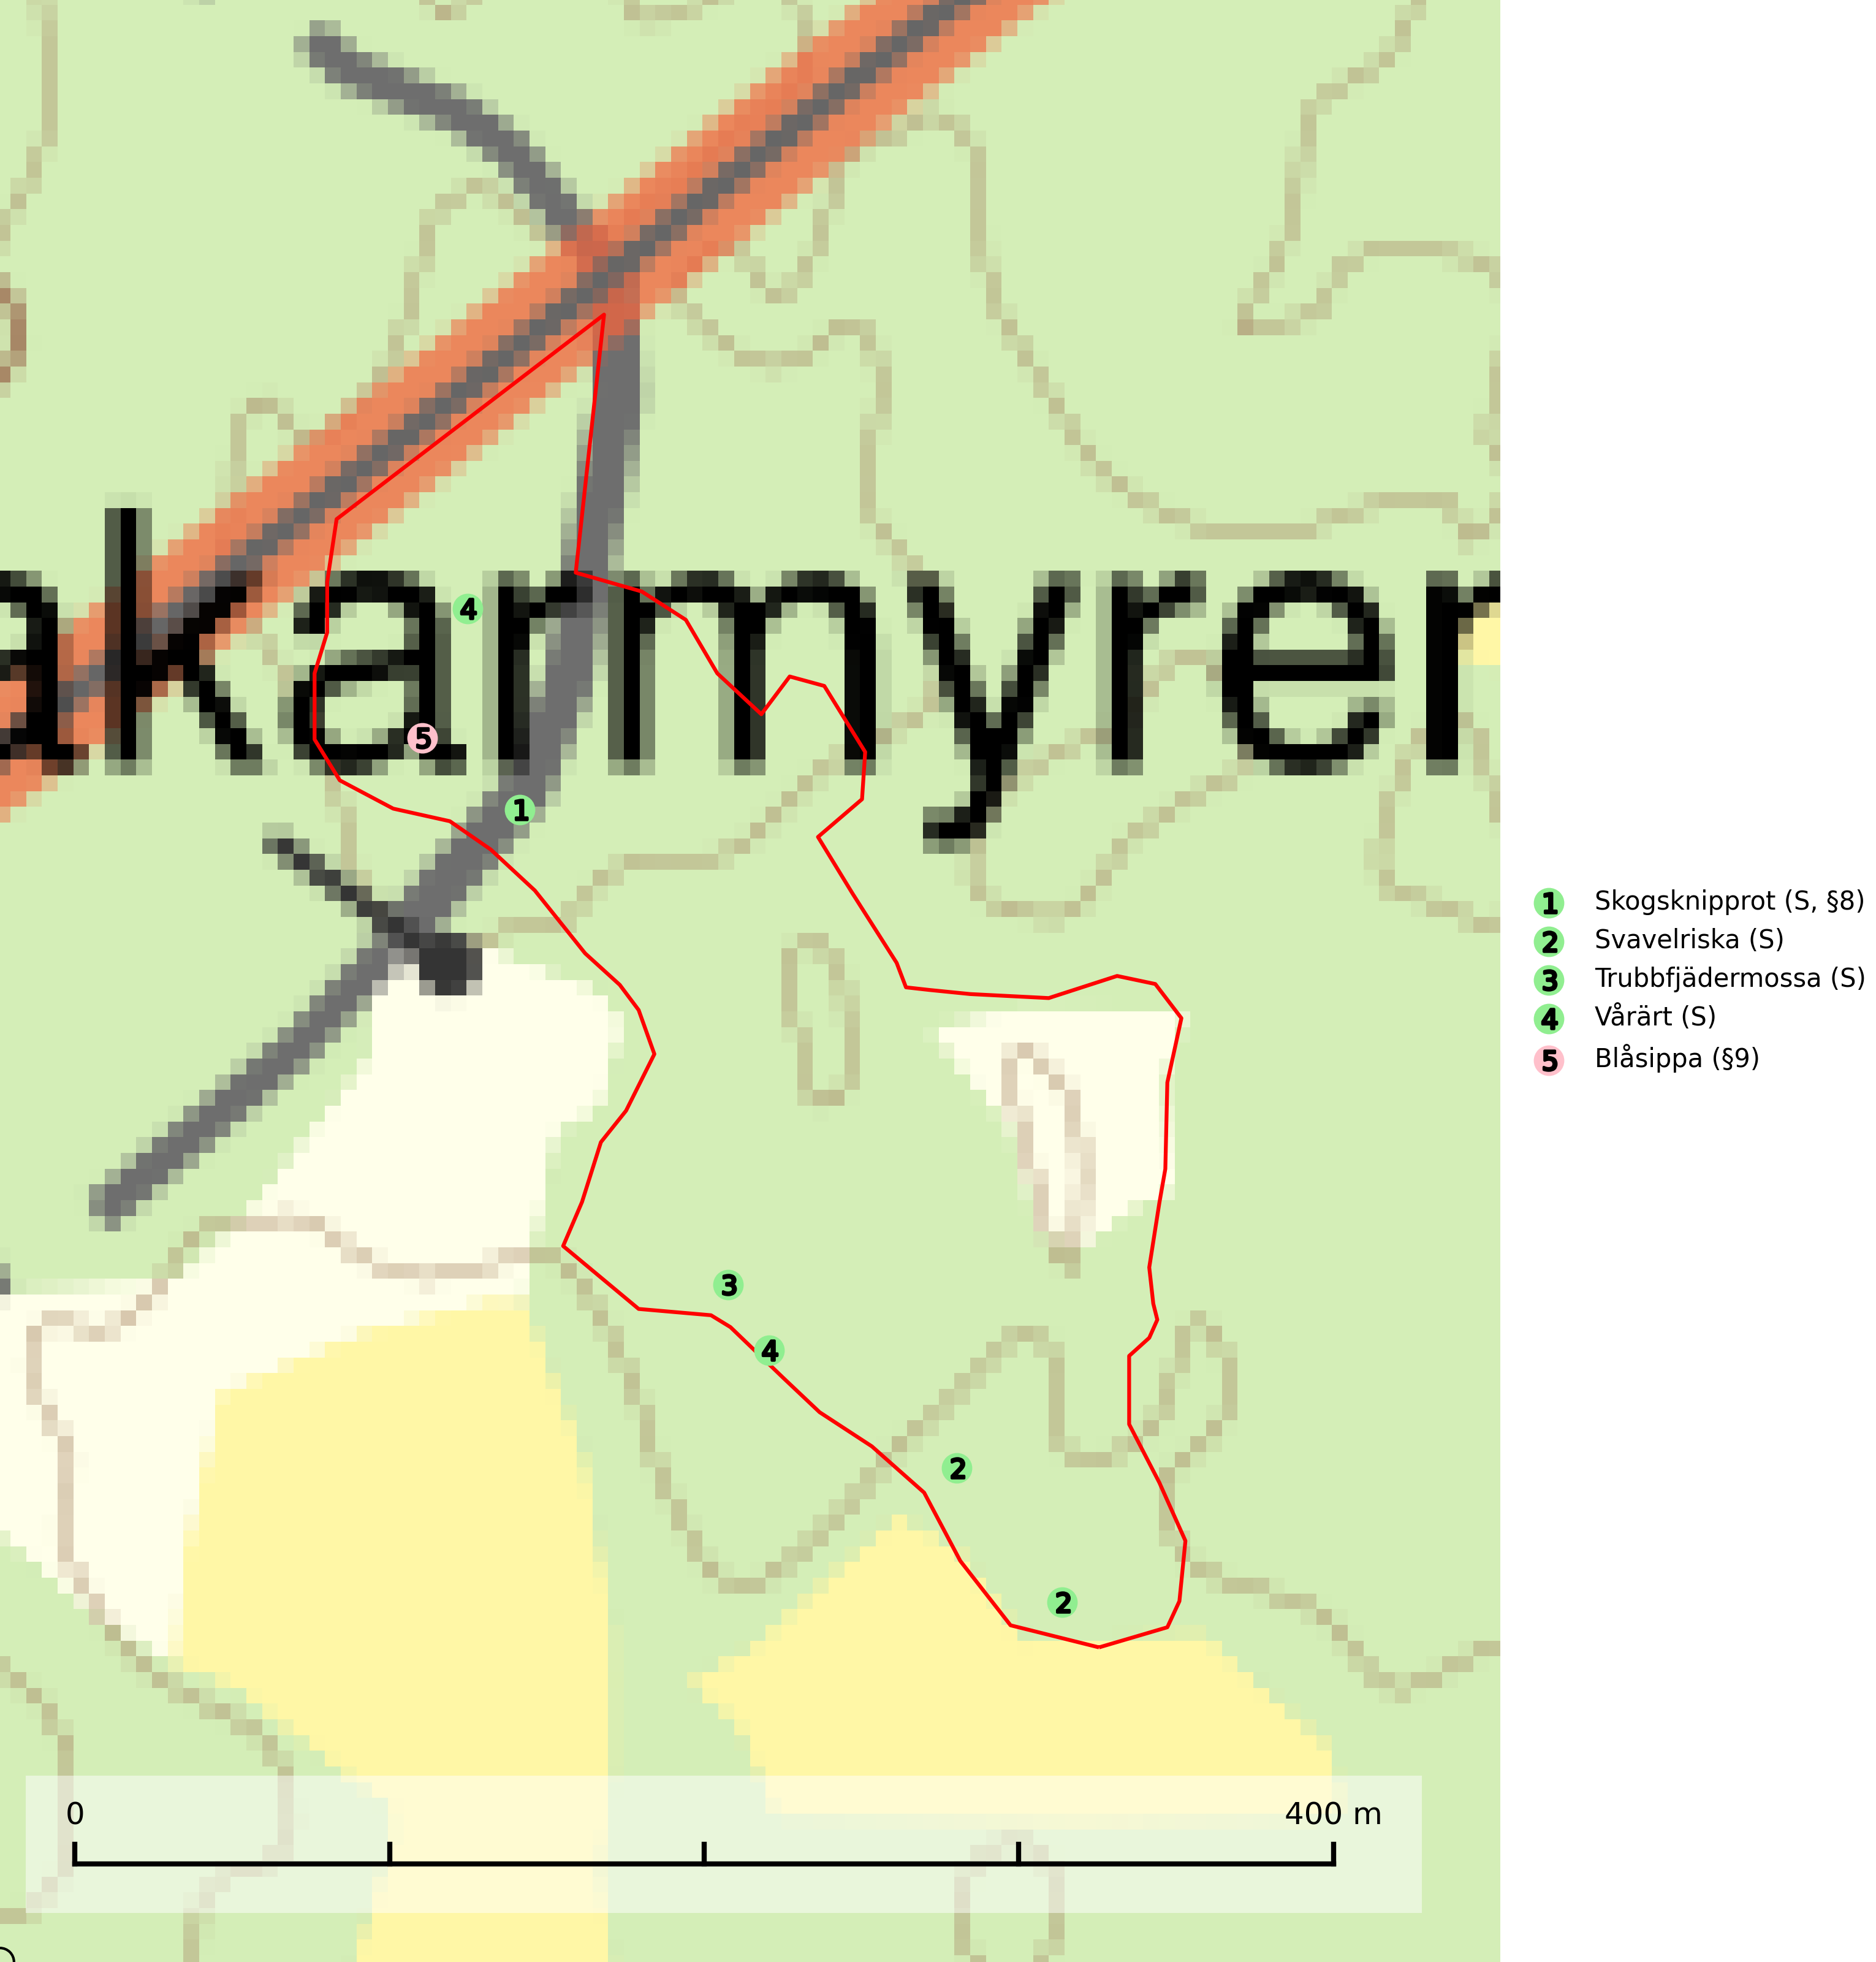 akarmyrer
4
5
1
3
4
2
2
1 Skogsknipprot (S, §8)
2 Svavelriska (S)
3 Trubbfjädermossa (S)
4 Vårärt (S)
5 Blåsippa (§9)
0 400 m